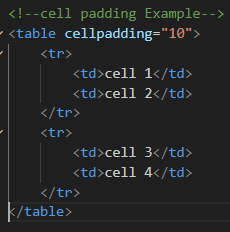 <!--cell padding Example-->
<table cellpadding="10">
    <tr>
        <td>cell 1</td>
        <td>cell 2</td>
    </tr>
    <tr>
        <td>cell 3</td>
        <td>cell 4</td>
    </tr>
</table>